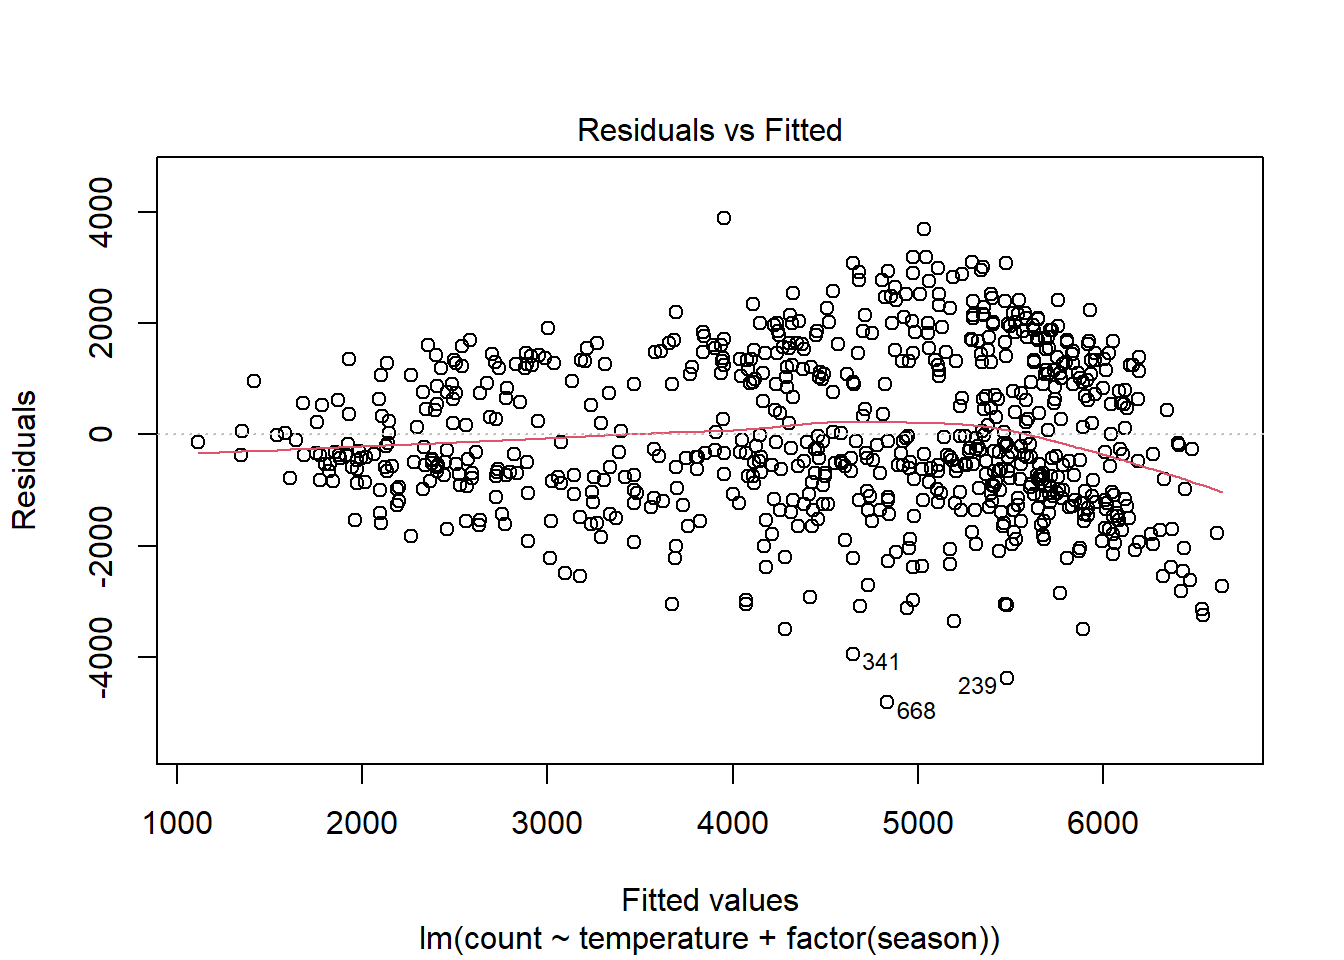 Residuals vs Fitted
Residuals
4000
2000
0
-2000
-4000
341
239
668
1000 2000 3000 4000 5000 6000
Fitted values
lm(count ~ temperature + factor(season))